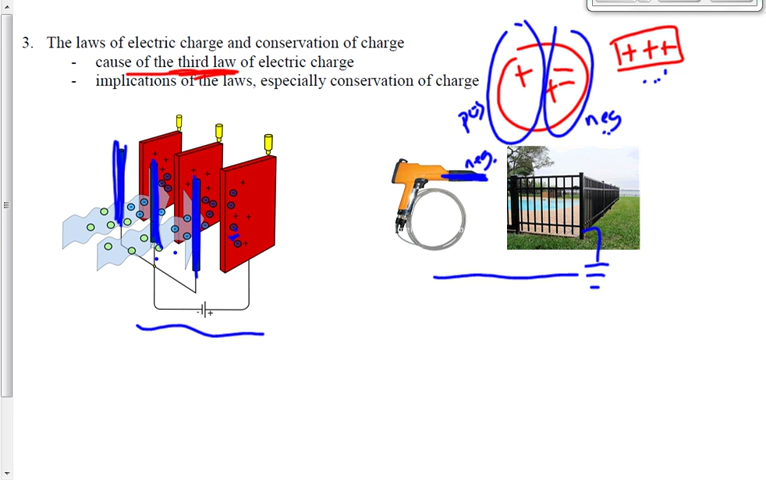 3. The laws of electric charge and conservation of charge
- cause of the third law of electric charge
- implications of the laws, especially conservation of charge
+ + + +
+ −
+ −
pos
neg
neg.
- +